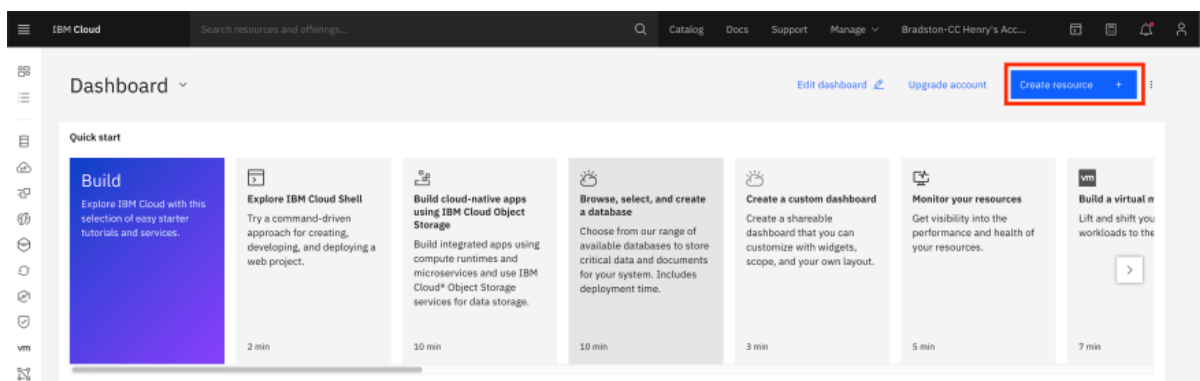 IBM Cloud
Search resources and offerings...
Catalog
Docs
Support
Manage
Bradston-CC Henry's Acc...
Dashboard
Edit dashboard
Upgrade account
Create resource +
Quick start
Build
Explore IBM Cloud with this
selection of easy starter
tutorials and services.
Explore IBM Cloud Shell
Try a command-driven
approach for creating,
developing, and deploying a
web project.
2 min
Build cloud-native apps
using IBM Cloud Object
Storage
Build integrated apps using
compute runtimes and
microservices and use IBM
Cloud® Object Storage
services for data storage.
10 min
Browse, select, and create
a database
Choose from our range of
available databases to store
critical data and documents
for your system. Includes
deployment time.
10 min
Create a custom dashboard
Create a shareable
dashboard that you can
customize with widgets,
scope, and your own layout.
3 min
Monitor your resources
Get visibility into the
performance and health of
your resources.
5 min
vm
Build a virtual m
Lift and shift you
workloads to the
7 min
vm